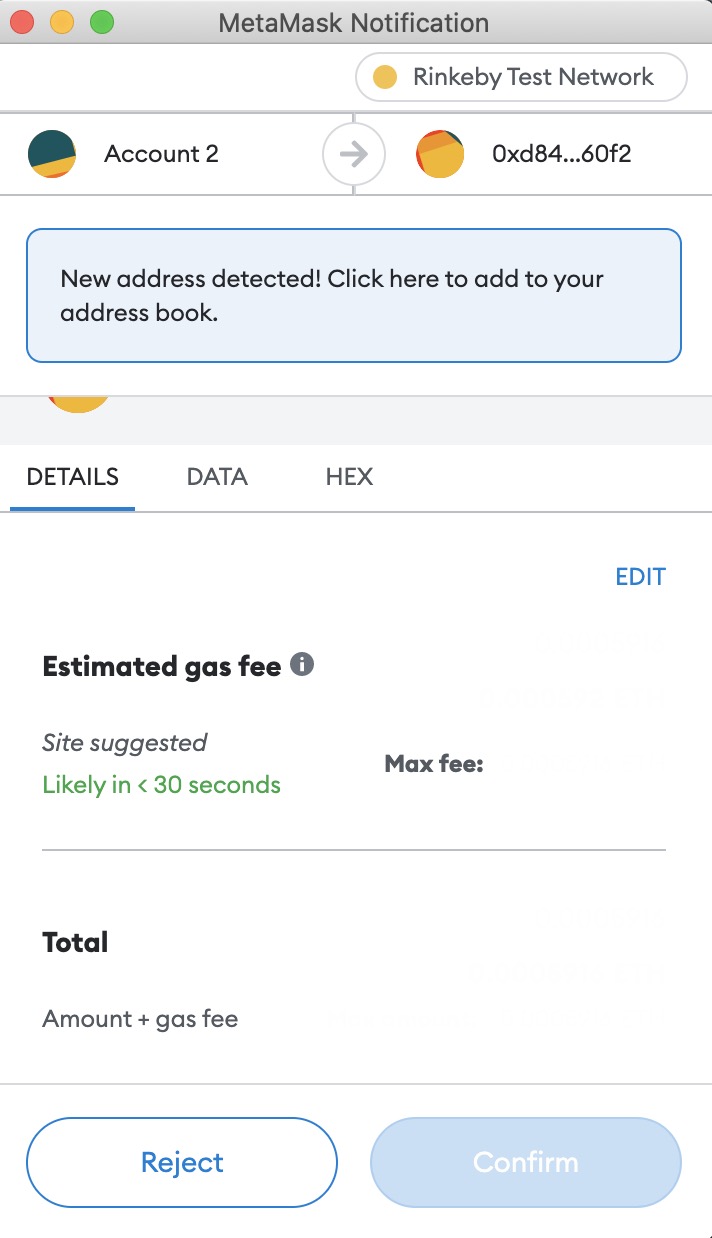 MetaMask Notification
Rinkeby Test Network
Account 2
0xd84...60f2
New address detected! Click here to add to your
address book.
DETAILS DATA HEX
EDIT
Estimated gas fee
Site suggested
Likely in < 30 seconds
Max fee:
Total
Amount + gas fee
Reject
Confirm